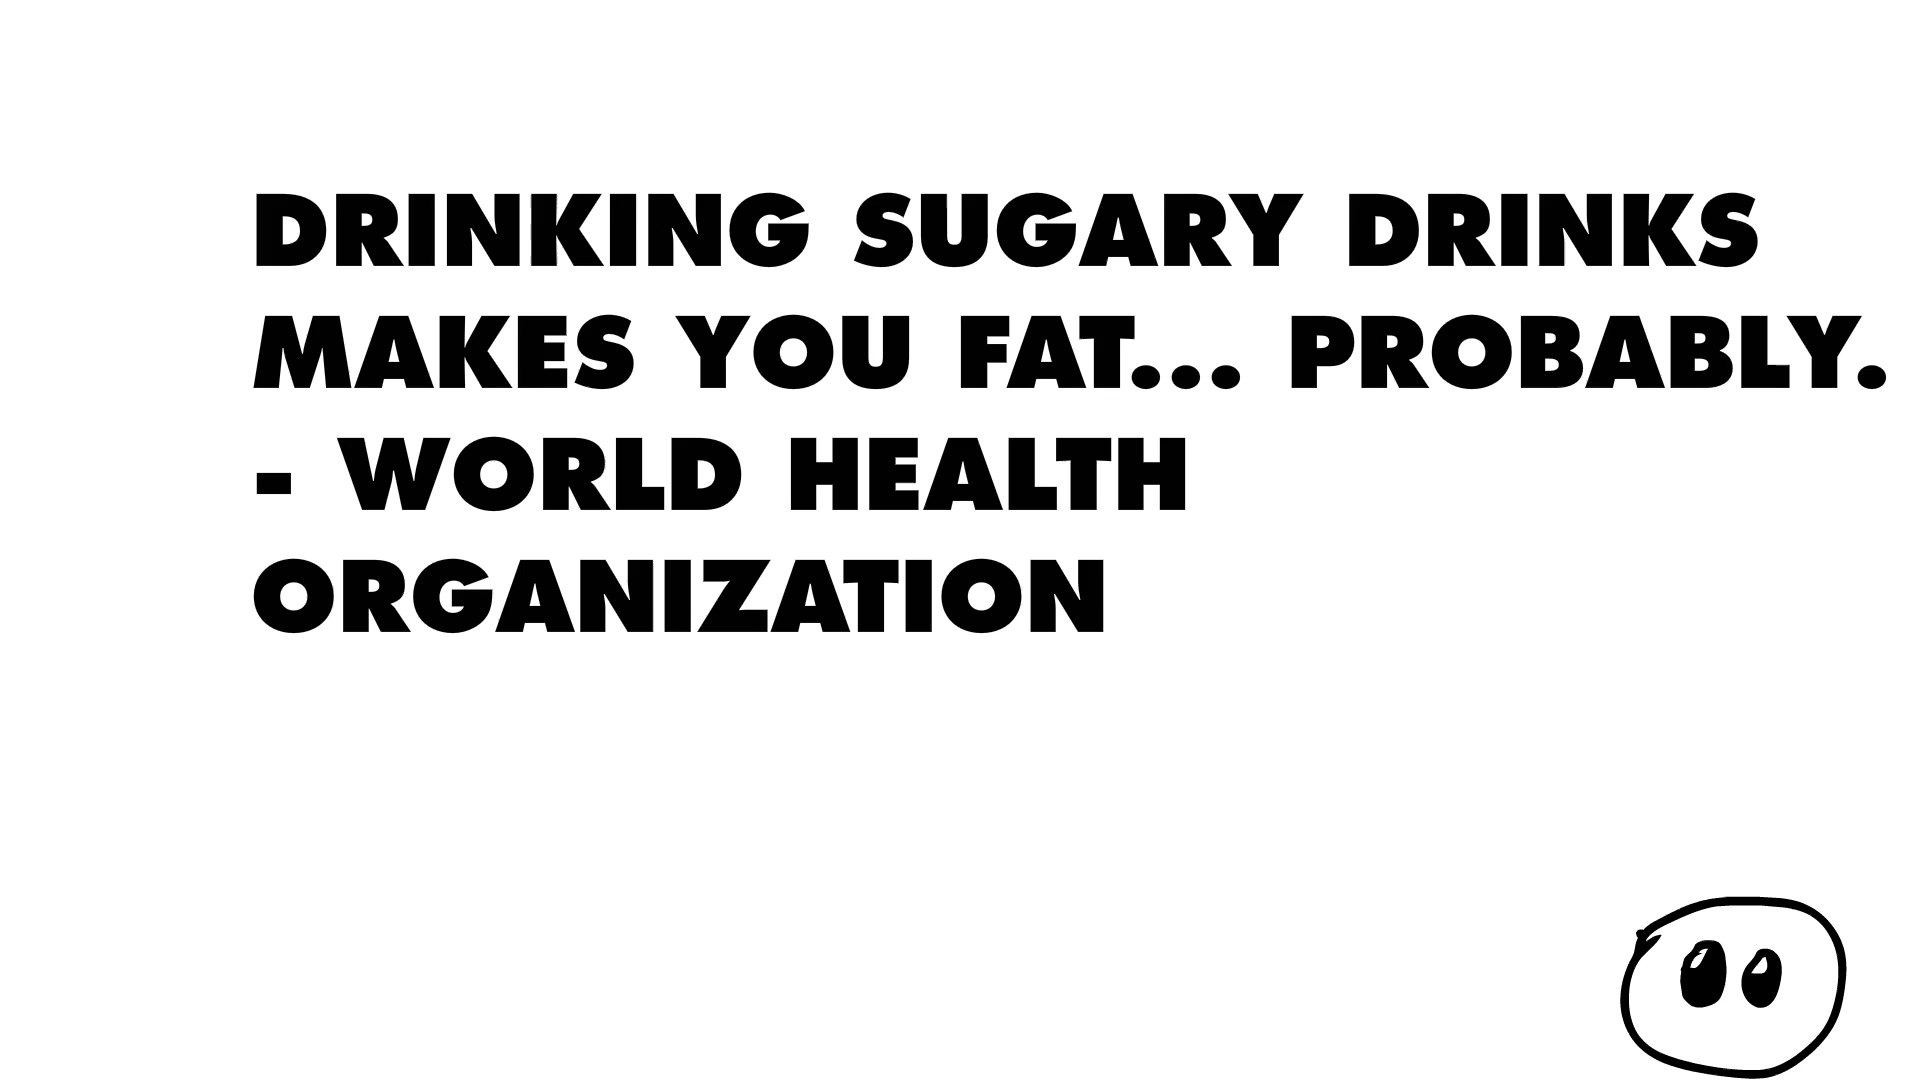 DRINKING SUGARY DRINKS
MAKES YOU FAT... PROBABLY.
- WORLD HEALTH
ORGANIZATION